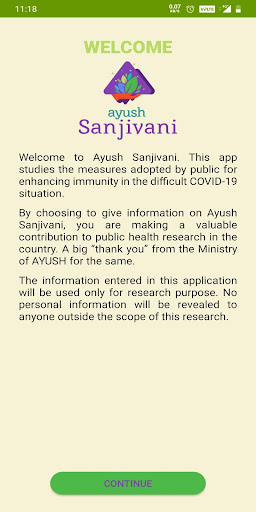 11:18
0.07
KB/S
WELCOME
ayush
Sanjivani
Welcome to Ayush Sanjivani. This app
studies the measures adopted by public for
enhancing immunity in the difficult COVID-19
situation.
By choosing to give information on Ayush
Sanjivani, you are making a valuable
contribution to public health research in the
country. A big “thank you” from the Ministry
of AYUSH for the same.
The information entered in this application
will be used only for research purpose. No
personal information will be revealed to
anyone outside the scope of this research.
CONTINUE